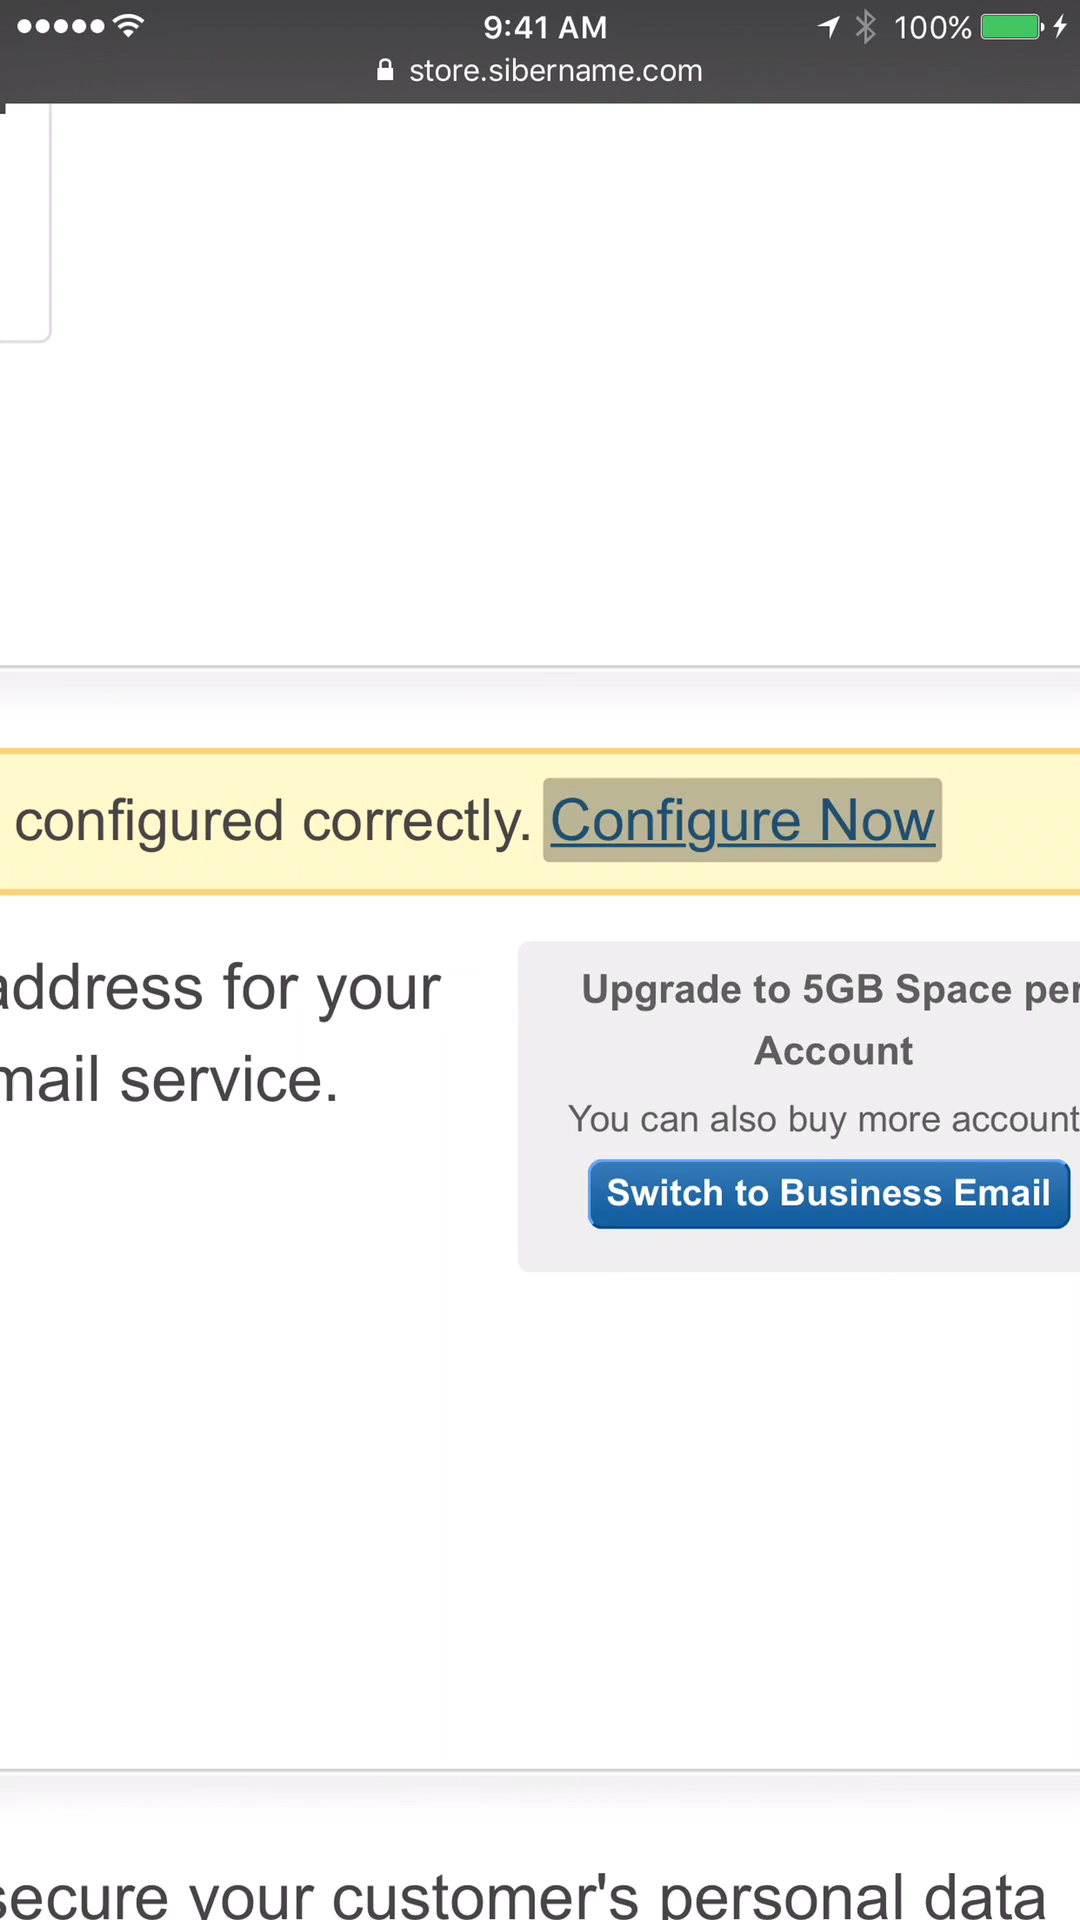 9:41 AM
100%
store.sibername.com
configured correctly. Configure Now
address for your
mail service.
Upgrade to 5GB Space per
Account
You can also buy more account
Switch to Business Email
secure your customer's personal data